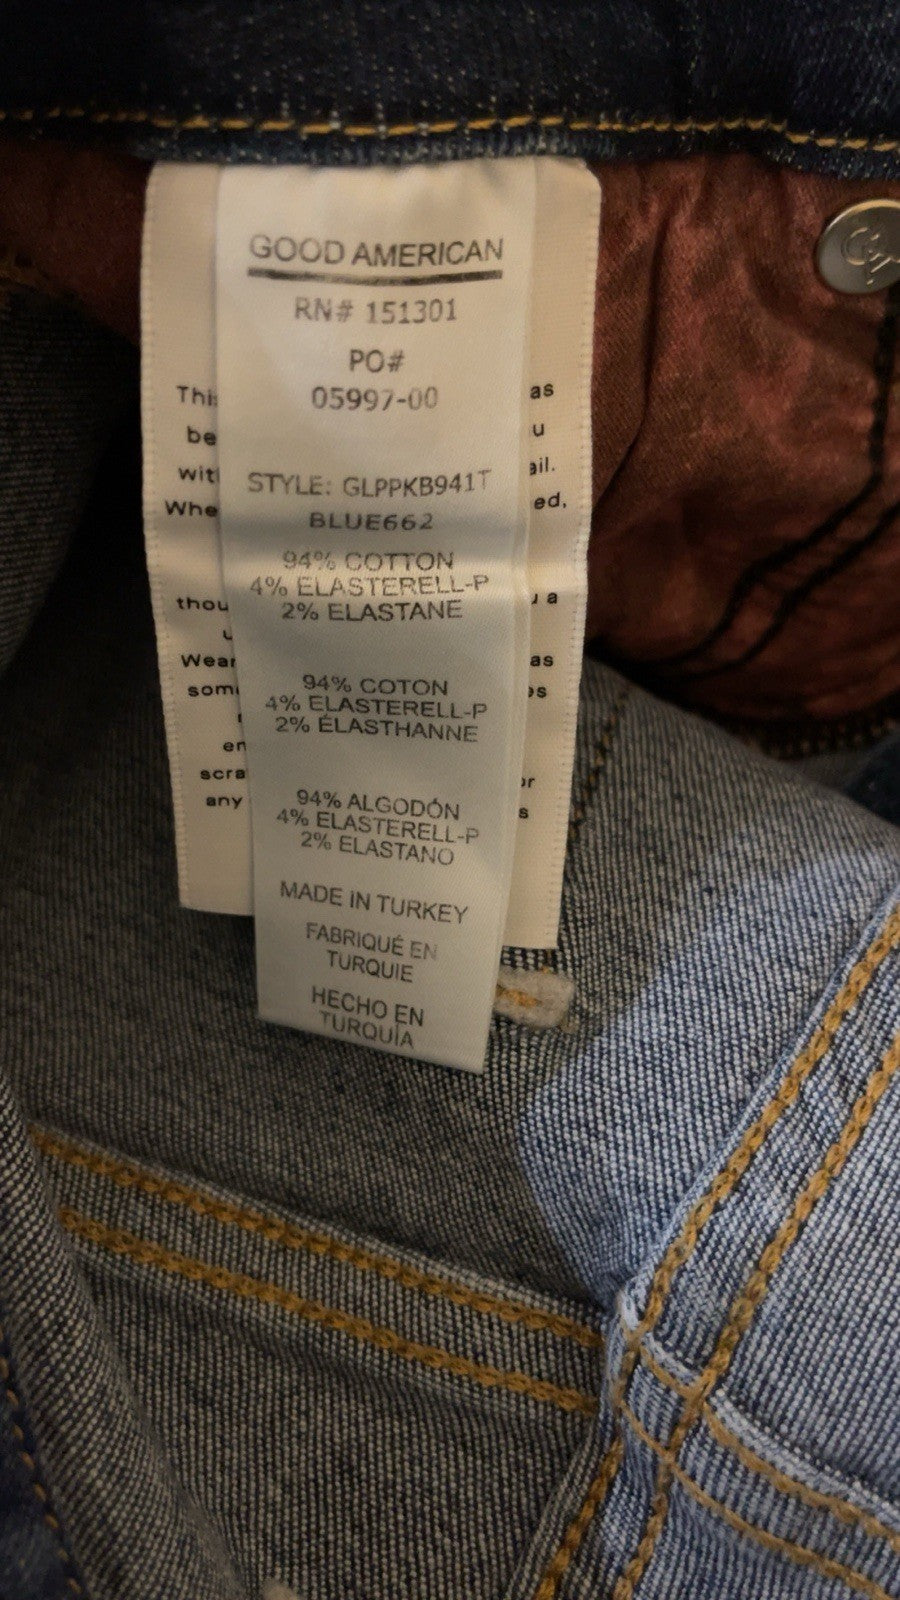 GOOD AMERICAN
RN# 151301
PO#
05997-00
STYLE: GLPPKB941T
BLUE662
94% COTTON
4% ELASTERELL-P
2% ELASTANE
94% COTON
4% ELASTERELL-P
2% ÉLASTHANNE
94% ALGODÓN
4% ELASTERELL-P
2% ELASTANO
MADE IN TURKEY
FABRIQUÉ EN
TURQUIE
HECHO EN
TURQUÍA